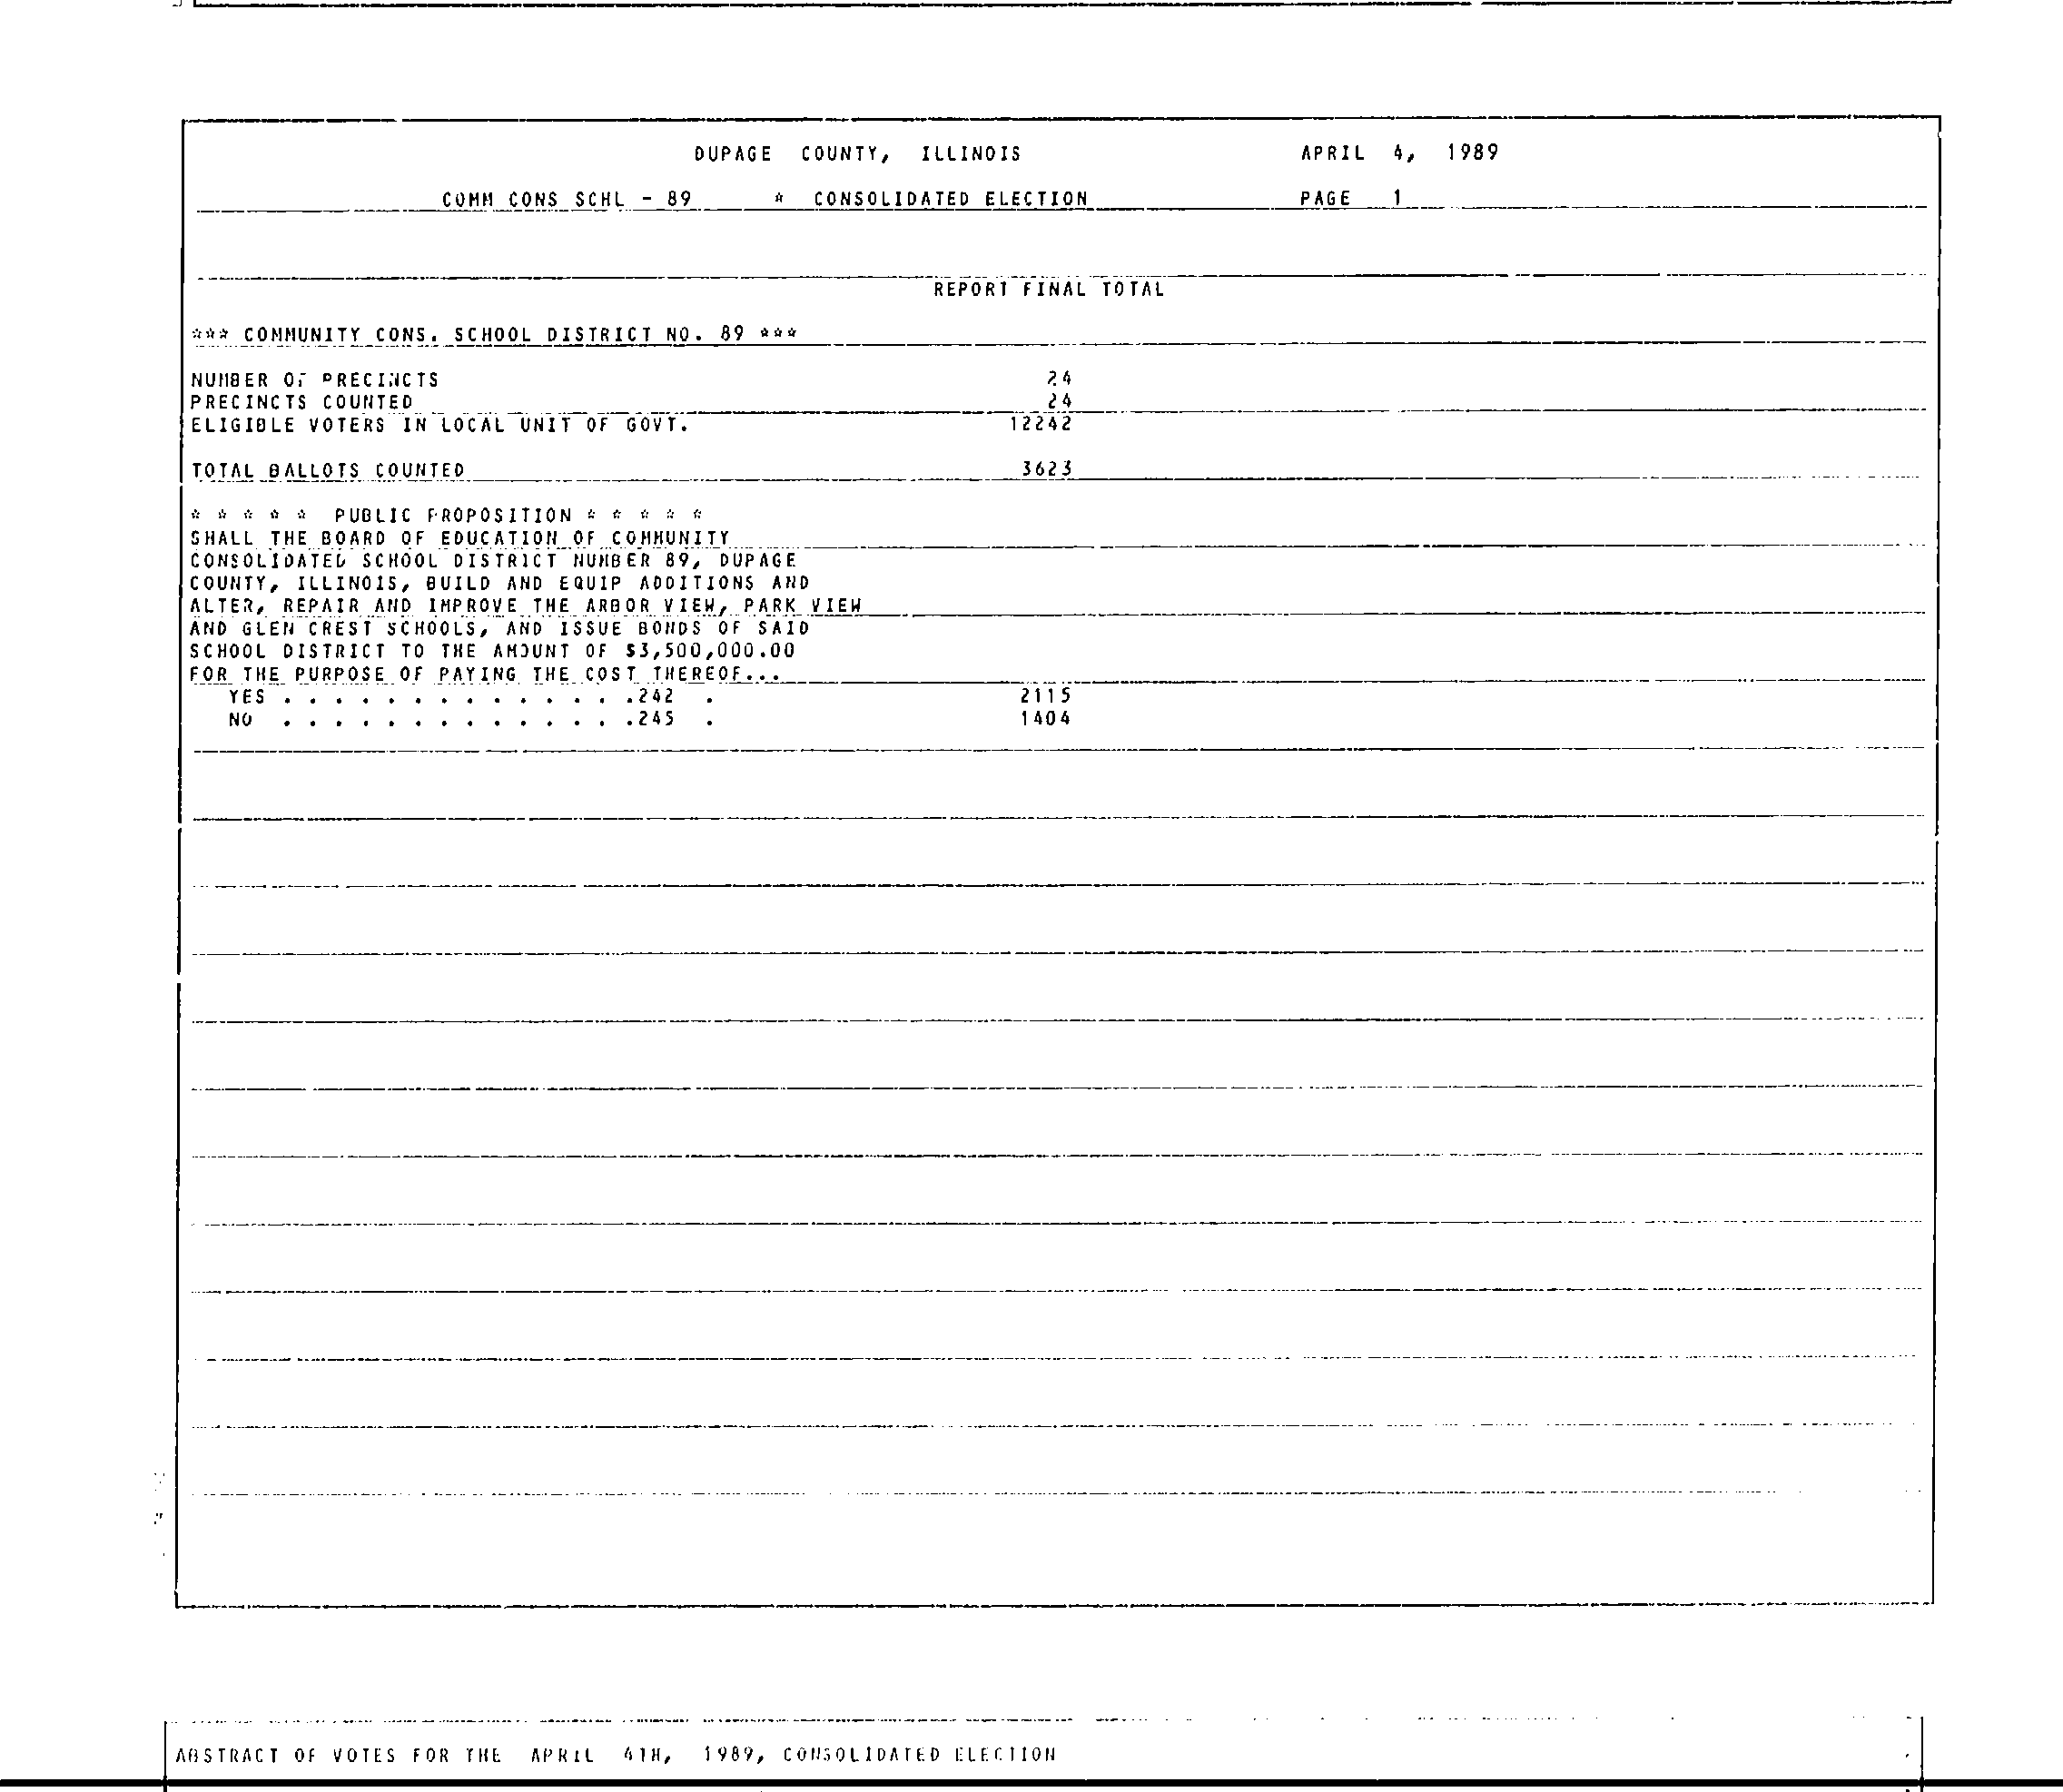 DUPAGE COUNTY, ILLINOIS APRIL 4, 1989
COMM CONS SCHL - 89 * CONSOLIDATED ELECTION PAGE 1
REPORT FINAL TOTAL
*** COMMUNITY CONS. SCHOOL DISTRICT NO. 89 ***
NUMBER OF PRECINCTS 24
PRECINCTS COUNTED 24
ELIGIBLE VOTERS IN LOCAL UNIT OF GOVT. 12242
TOTAL BALLOTS COUNTED 3623
* * * * * PUBLIC PROPOSITION * * * * *
SHALL THE BOARD OF EDUCATION OF COMMUNITY
CONSOLIDATED SCHOOL DISTRICT NUMBER 89, DUPAGE
COUNTY, ILLINOIS, BUILD AND EQUIP ADDITIONS AND
ALTER, REPAIR AND IMPROVE THE ARBOR VIEW, PARK VIEW
AND GLEN CREST SCHOOLS, AND ISSUE BONDS OF SAID
SCHOOL DISTRICT TO THE AMOUNT OF $3,500,000.00
FOR THE PURPOSE OF PAYING THE COST THEREOF...
YES . . . . . . . . . . . . . .242 . 2115
NO . . . . . . . . . . . . . .245 . 1404
ABSTRACT OF VOTES FOR THE APRIL 4TH, 1989, CONSOLIDATED ELECTION